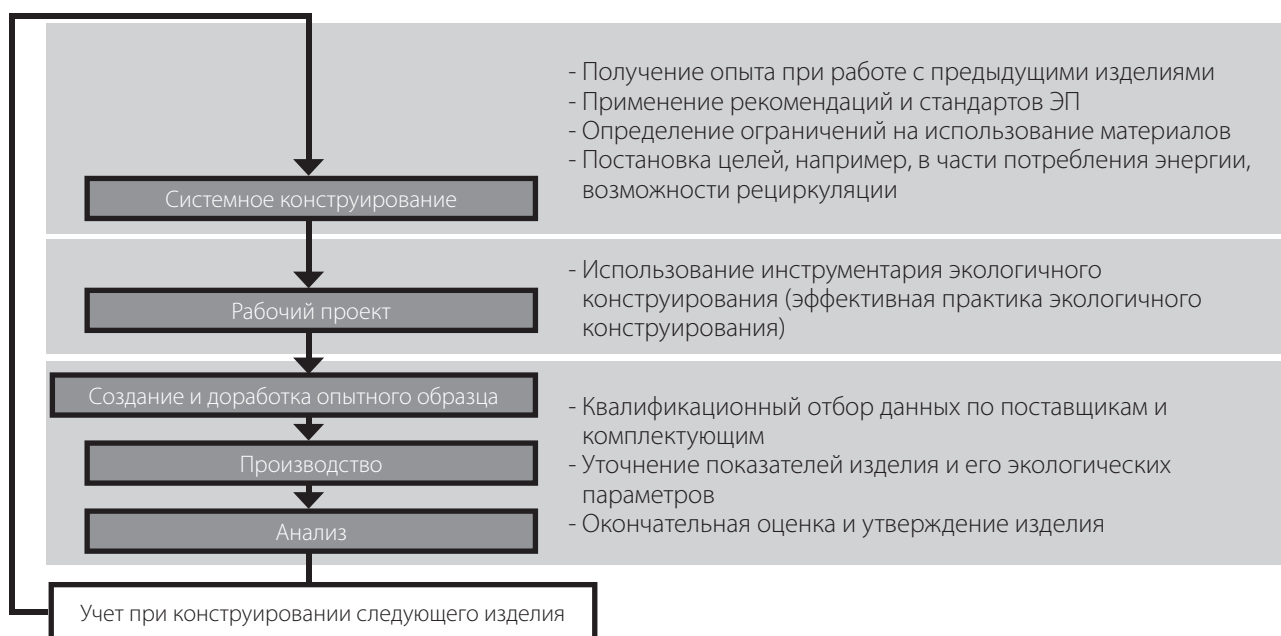 - Получение опыта при работе с предыдущими изделиями
- Применение рекомендаций и стандартов ЭП
- Определение ограничений на использование материалов
- Постановка целей, например, в части потребления энергии,
возможности рециркуляции
Системное конструирование
- Использование инструментария экологичного
конструирования (эффективная практика экологичного
конструирования)
Рабочий проект
Создание и доработка опытного образца
Производство
Анализ
- Квалификационный отбор данных по поставщикам и
комплектующим
- Уточнение показателей изделия и его экологических
параметров
- Окончательная оценка и утверждение изделия
Учет при конструировании следующего изделия